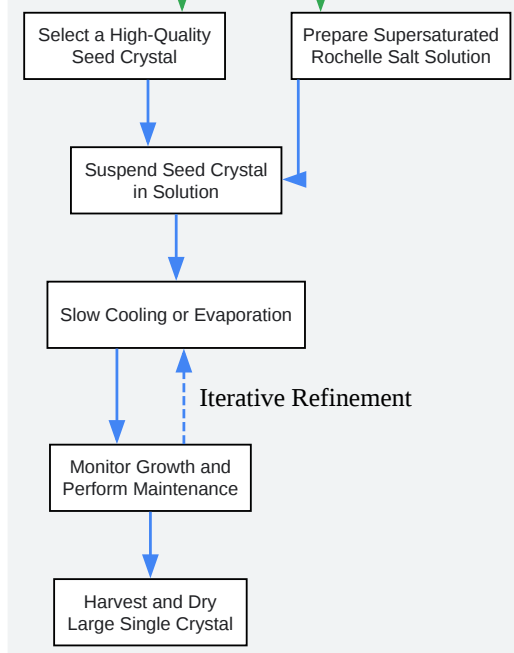 Select a High-Quality
Seed Crystal
Prepare Supersaturated
Rochelle Salt Solution
Suspend Seed Crystal
in Solution
Slow Cooling or Evaporation
Iterative Refinement
Monitor Growth and
Perform Maintenance
Harvest and Dry
Large Single Crystal